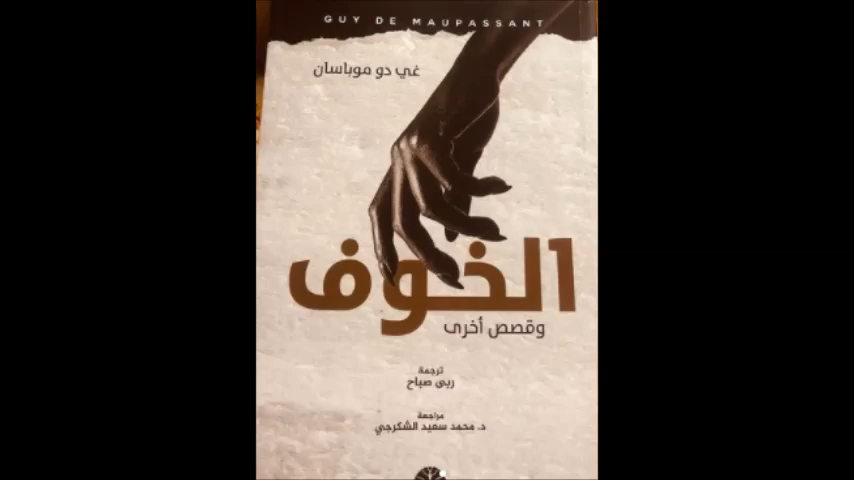 GUY DE MAUPASSANT
غي دو موباسان
الخوف
وقصص أخرى
ترجمة
ربى صباح
مراجعة
د. محمد سعيد الشكرجي